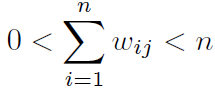 0 < \sum_{i=1}^{n} w_{ij} < n